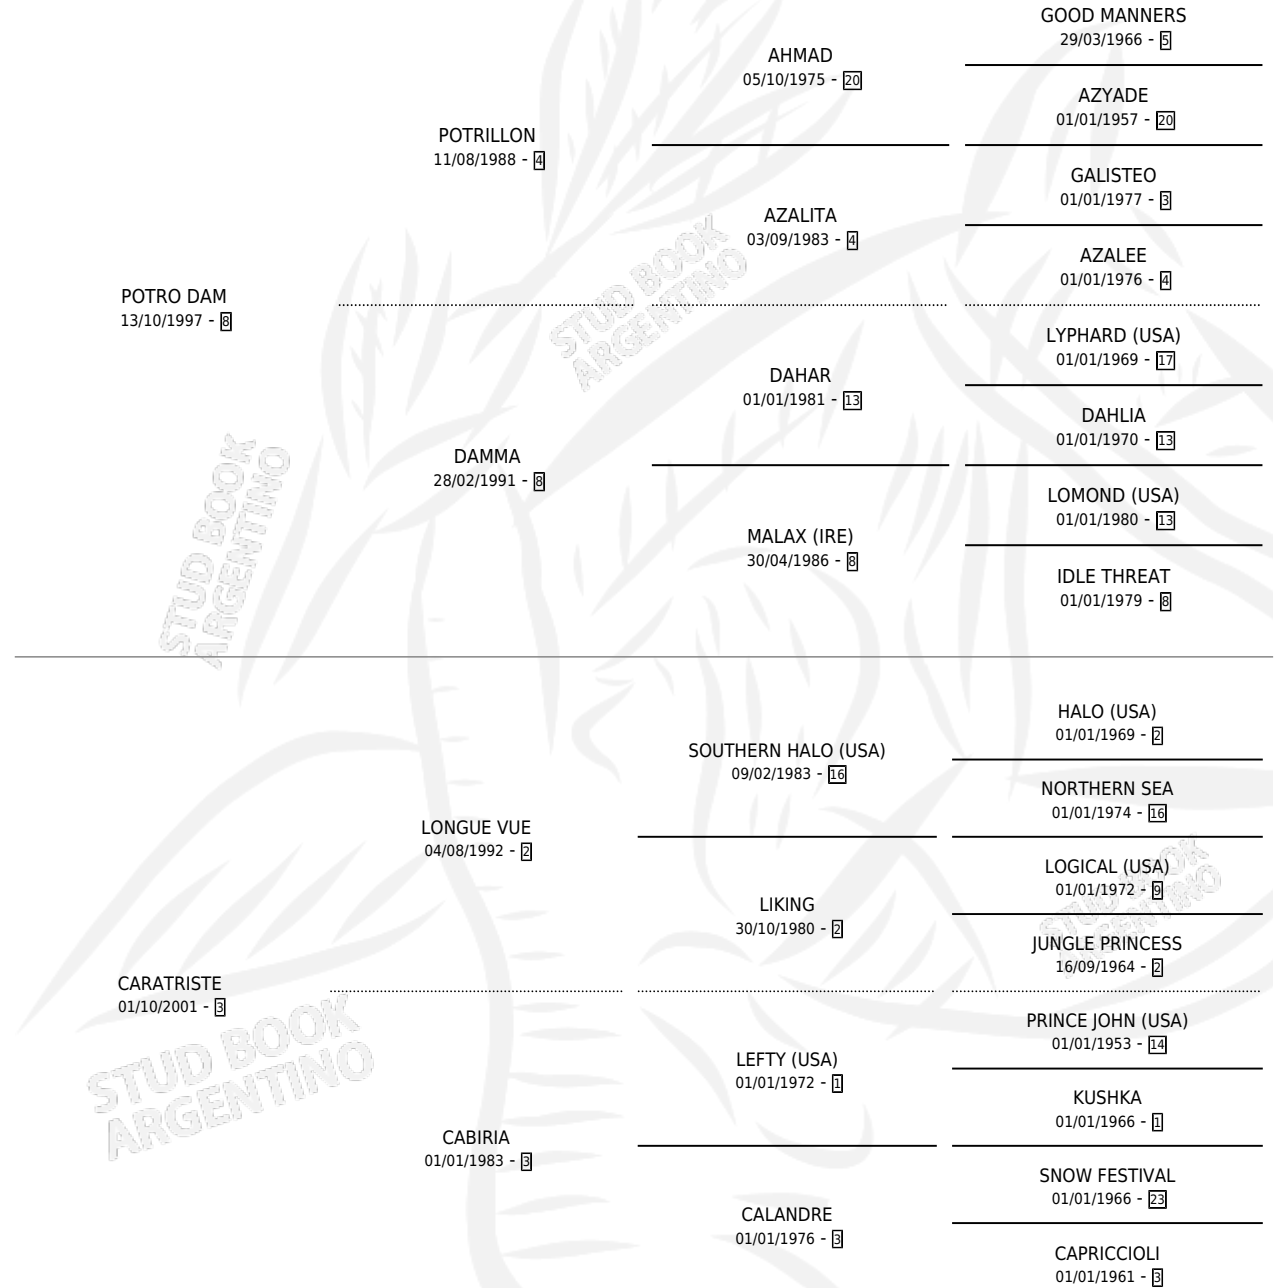 GOOD MANNERS
29/03/1966 - 5
AHMAD
05/10/1975 - 20
AZYADE
01/01/1957 - 20
POTRILLON
11/08/1988 - 4
GALISTEO
01/01/1977 - 3
AZALITA
03/09/1983 - 4
AZALEE
01/01/1976 - 4
STUD BOOK
ARGENTINO
POTRO DAM
13/10/1997 - 8
LYPHARD (USA)
01/01/1969 - 17
DAHAR
01/01/1981 - 13
DAHLIA
01/01/1970 - 13
DAMMA
28/02/1991 - 8
LOMOND (USA)
01/01/1980 - 13
MALAX (IRE)
30/04/1986 - 8
IDLE THREAT
01/01/1979 - 8
STUD BOOK
ARGENTINO
HALO (USA)
01/01/1969 - 2
SOUTHERN HALO (USA)
09/02/1983 - 16
NORTHERN SEA
01/01/1974 - 16
LONGUE VUE
04/08/1992 - 2
LOGICAL (USA)
01/01/1972 - 9
LIKING
30/10/1980 - 2
JUNGLE PRINCESS
16/09/1964 - 2
STUD BOOK
ARGENTINO
CARATRISTE
01/10/2001 - 3
PRINCE JOHN (USA)
01/01/1953 - 14
LEFTY (USA)
01/01/1972 - 1
KUSHKA
01/01/1966 - 1
STUD BOOK
ARGENTINO
CABIRIA
01/01/1983 - 3
SNOW FESTIVAL
01/01/1966 - 23
CALANDRE
01/01/1976 - 3
CAPRICCIOLI
01/01/1961 - 3